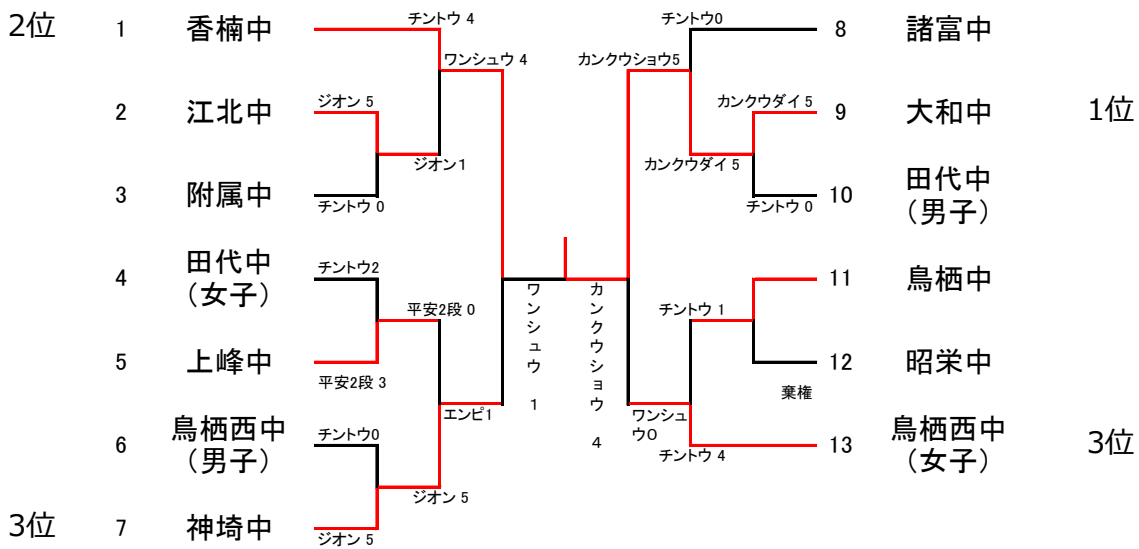 2位 1 香楠中
チントウ 4
ワンシュウ 4
2 江北中
ジオン 5
ジオン1
3 附属中
チントウ 0
4 田代中
（女子）
チントウ2
平安2段 0
5 上峰中
平安2段 3
エンピ1
6 鳥栖西中
（男子）
チントウ0
ジオン 5
3位 7 神埼中
ジオン 5
ワンシュウ 1
カンクウショウ 4
チントウ0
8 諸富中
カンクウショウ5
カンクウダイ 5
9 大和中 1位
カンクウダイ 5
10 田代中
（男子）
チントウ 0
11 鳥栖中
チントウ 1
12 昭栄中
棄権
ワンシュ
ウ0
チントウ 4
13 鳥栖西中
（女子）
3位